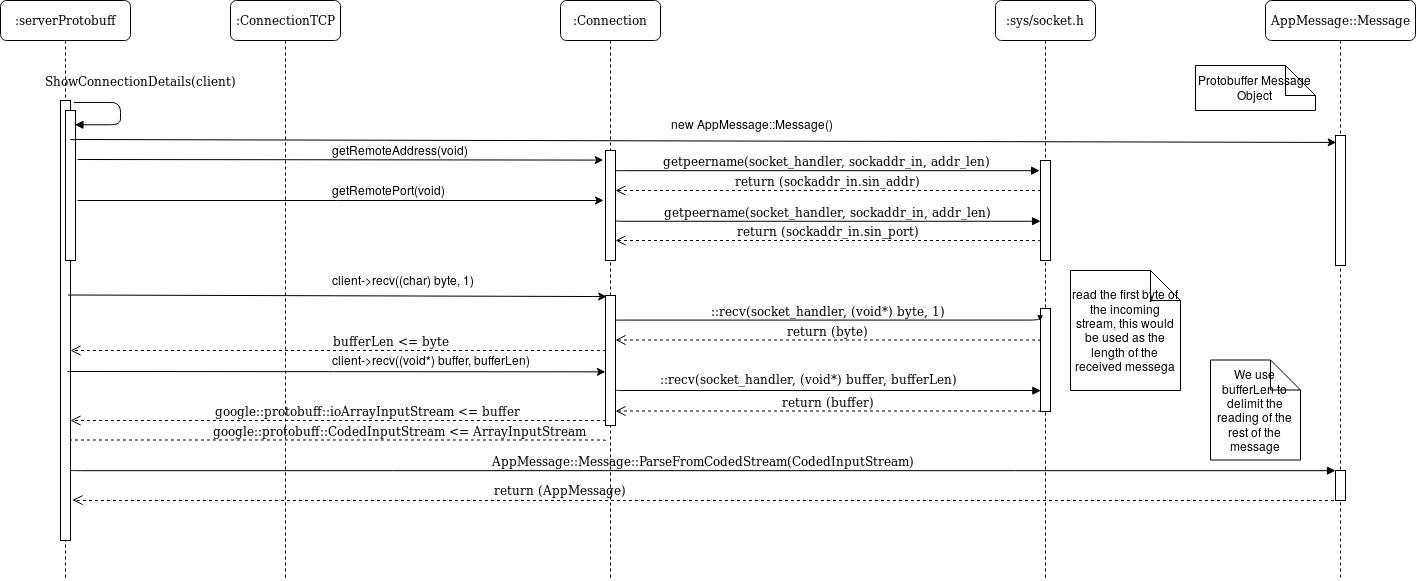 :serverProtobuff
:ConnectionTCP
:Connection
:sys/socket.h
AppMessage::Message
ShowConnectionDetails(client)
Protobuffer Message
Object
new AppMessage::Message()
getRemoteAddress(void)
getpeername(socket_handler, sockaddr_in, addr_len)
return (sockaddr_in.sin_addr)
getRemotePort(void)
getpeername(socket_handler, sockaddr_in, addr_len)
return (sockaddr_in.sin_port)
client->recv((char) byte, 1)
read the first byte of
the incoming
stream, this would
be used as the
length of the
received messega
::recv(socket_handler, (void*) byte, 1)
return (byte)
bufferLen <= byte
client->recv((void*) buffer, bufferLen)
We use
bufferLen to
delimit the
reading of the
rest of the
message
::recv(socket_handler, (void*) buffer, bufferLen)
return (buffer)
google::protobuff::ioArrayInputStream <= buffer
google::protobuff::CodedInputStream <= ArrayInputStream
AppMessage::Message::ParseFromCodedStream(CodedInputStream)
return (AppMessage)